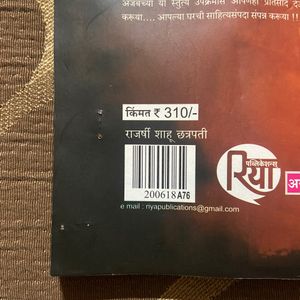 अजबच्या या स्तुत्य उपक्रमास आपणही प्रतिसाद
करूया.... आपल्या घरची साहित्यसंपदा संपन्न करूया !!
किंमत ₹ 310/-
राजर्षी शाहू छत्रपती
200618A76
e mail : riyapublications@gmail.com
रिया
पब्लिकेशन्स